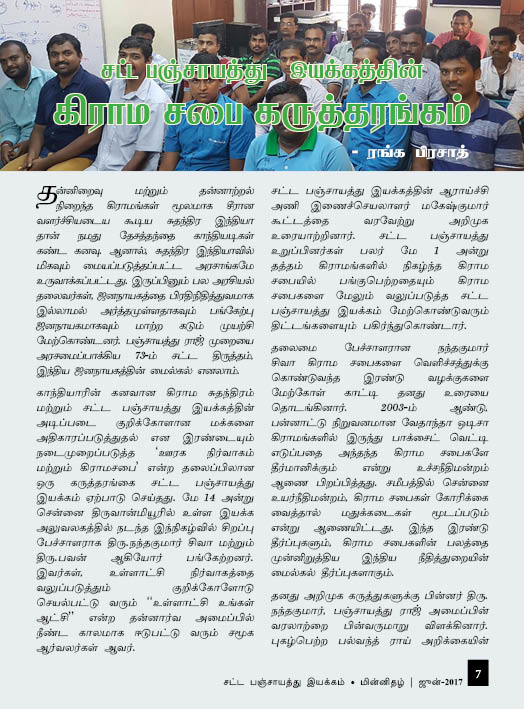 சட்ட பஞ்சாயத்து இயக்கத்தின்
கிராம சபை கருத்தரங்கம்
- ரங்க பிரசாத்
தன்னிறைவு மற்றும் தன்னாற்றல்
நிறைந்த கிராமங்கள் மூலமாக சீரான
வளர்ச்சியடைய கூடிய சுதந்திர இந்தியா
தான் நமது தேசத்தந்தை காந்தியடிகள்
கண்ட கனவு. ஆனால், சுதந்திர இந்தியாவில்
மிகவும் மையப்படுத்தப்பட்ட அரசாங்கமே
உருவாக்கப்பட்டது. இருப்பினும் பல அரசியல்
தலைவர்கள், ஜனநாயகத்தை பிரதிநிதித்துவமாக
இல்லாமல் அர்த்தமுள்ளதாகவும் பங்கேற்பு
ஜனநாயகமாகவும் மாற்ற கடும் முயற்சி
மேற்கொண்டனர். பஞ்சாயத்து ராஜ் முறையை
அரசமைப்பாக்கிய 73-ம் சட்ட திருத்தம்,
இந்திய ஜனநாயகத்தின் மைல்கல் எனலாம்.
காந்தியாரின் கனவான கிராம சுதந்திரம்
மற்றும் சட்ட பஞ்சாயத்து இயக்கத்தின்
அடிப்படை குறிக்கோளான மக்களை
அதிகாரப்படுத்துதல் என இரண்டையும்
நடைமுறைப்படுத்த 'ஊரக நிர்வாகம்
மற்றும் கிராமசபை' என்ற தலைப்பிலான
ஒரு கருத்தரங்கை சட்ட பஞ்சாயத்து
இயக்கம் ஏற்பாடு செய்தது. மே 14 அன்று
சென்னை திருவான்மியூரில் உள்ள இயக்க
அலுவலகத்தில் நடந்த இந்நிகழ்வில் சிறப்பு
பேச்சாளராக திரு.நந்தகுமார் சிவா மற்றும்
திரு.பவன் ஆகியோர் பங்கேற்றனர்.
இவர்கள், உள்ளாட்சி நிர்வாகத்தை
வலுப்படுத்தும் குறிக்கோளோடு
செயல்பட்டு வரும் "உள்ளாட்சி உங்கள்
ஆட்சி" என்ற தன்னார்வ அமைப்பில்
நீண்ட காலமாக ஈடுபட்டு வரும் சமூக
ஆர்வலர்கள் ஆவர்.
சட்ட பஞ்சாயத்து இயக்கத்தின் ஆராய்ச்சி
அணி இணைச்செயலாளர் மகேஷ்குமார்
கூட்டத்தை வரவேற்று அறிமுக
உரையாற்றினார். சட்ட பஞ்சாயத்து
உறுப்பினர்கள் பலர் மே 1 அன்று
தத்தம் கிராமங்களில் நிகழ்ந்த கிராம
சபையில் பங்குபெற்றதையும் கிராம
சபைகளை மேலும் வலுப்படுத்த சட்ட
பஞ்சாயத்து இயக்கம் மேற்கொண்டுவரும்
திட்டங்களையும் பகிர்ந்துகொண்டார்.
தலைமை பேச்சாளரான நந்தகுமார்
சிவா கிராம சபைகளை வெளிச்சத்துக்கு
கொண்டுவந்த இரண்டு வழக்குகளை
மேற்கோள் காட்டி தனது உரையை
தொடங்கினார். 2003-ம் ஆண்டு,
பன்னாட்டு நிறுவனமான வேதாந்தா ஒடிசா
கிராமங்களில் இருந்து பாக்சைட் வெட்டி
எடுப்பதை அந்தந்த கிராம சபைகளே
தீர்மானிக்கும் என்று உச்சநீதிமன்றம்
ஆணை பிறப்பித்தது. சமீபத்தில் சென்னை
உயர்நீதிமன்றம், கிராம சபைகள் கோரிக்கை
வைத்தால் மதுக்கடைகள் மூடப்படும்
என்று ஆணையிட்டது. இந்த இரண்டு
தீர்ப்புகளும், கிராம சபைகளின் பலத்தை
முன்னிறுத்திய இந்திய நீதித்துறையின்
மைல்கல் தீர்ப்புகளாகும்.
தனது அறிமுக கருத்துகளுக்கு பின்னர் திரு.
நந்தகுமார், பஞ்சாயத்து ராஜ் அமைப்பின்
வரலாற்றை பின்வருமாறு விளக்கினார்.
புகழ்பெற்ற பல்வந்த் ராய் அறிக்கையின்
சட்ட பஞ்சாயத்து இயக்கம் • மின்னிதழ் | ஜுன்-2017 7